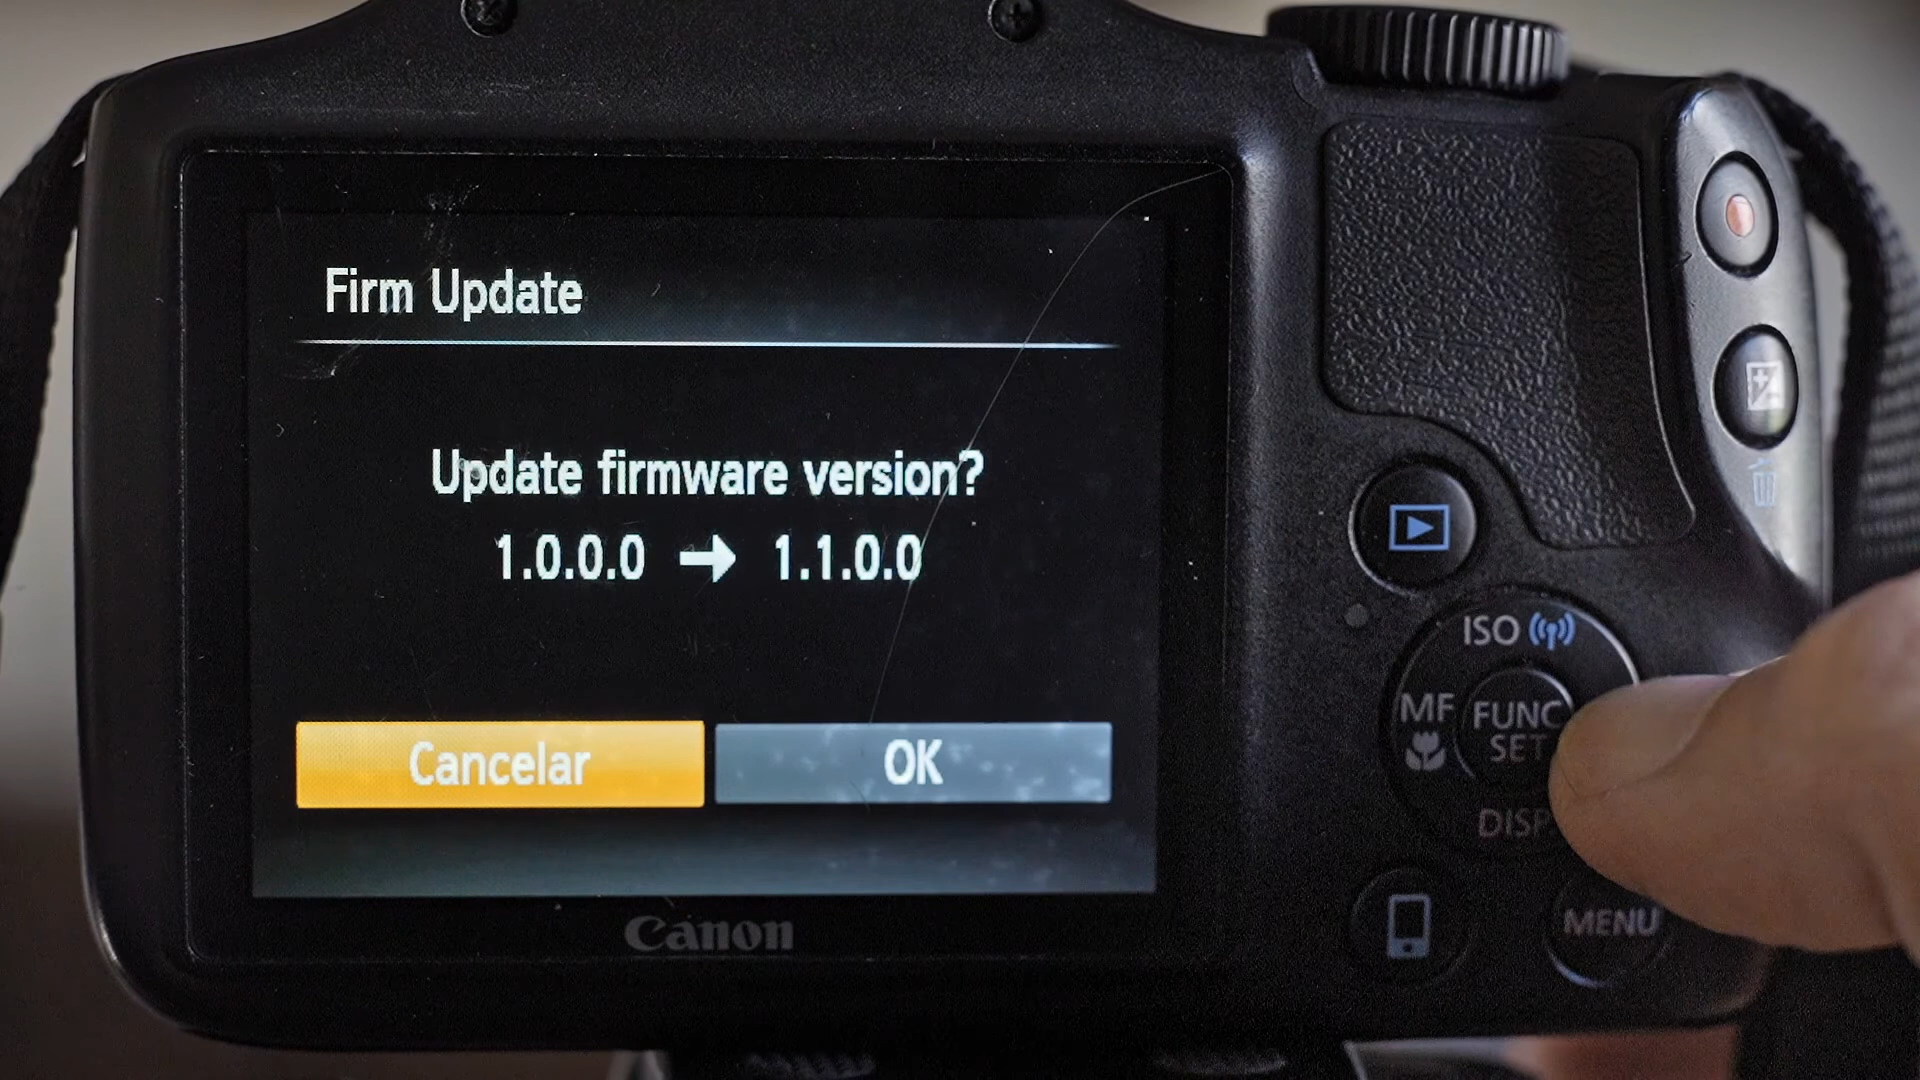 Firm Update
Update firmware version?
1.0.0.0 → 1.1.0.0
Cancelar OK
Canon
ISO
MF
FUNC
SET
DISP
MENU